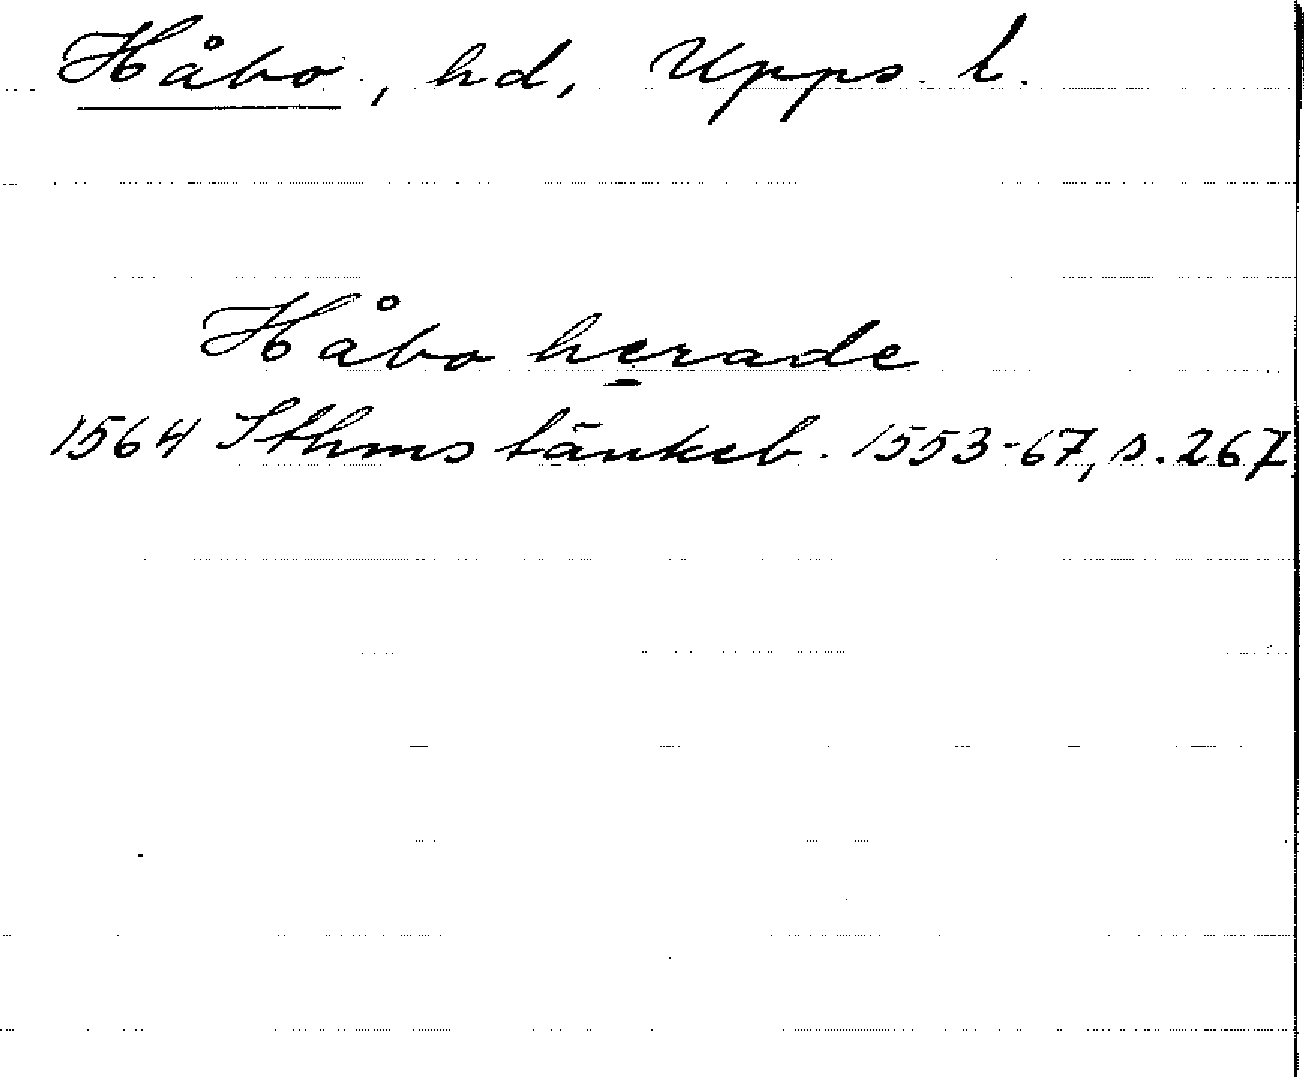 Håbo, hd, Upps. l.
Håbo herade
1564 Sthms tänkeb. 1553-67, s. 267